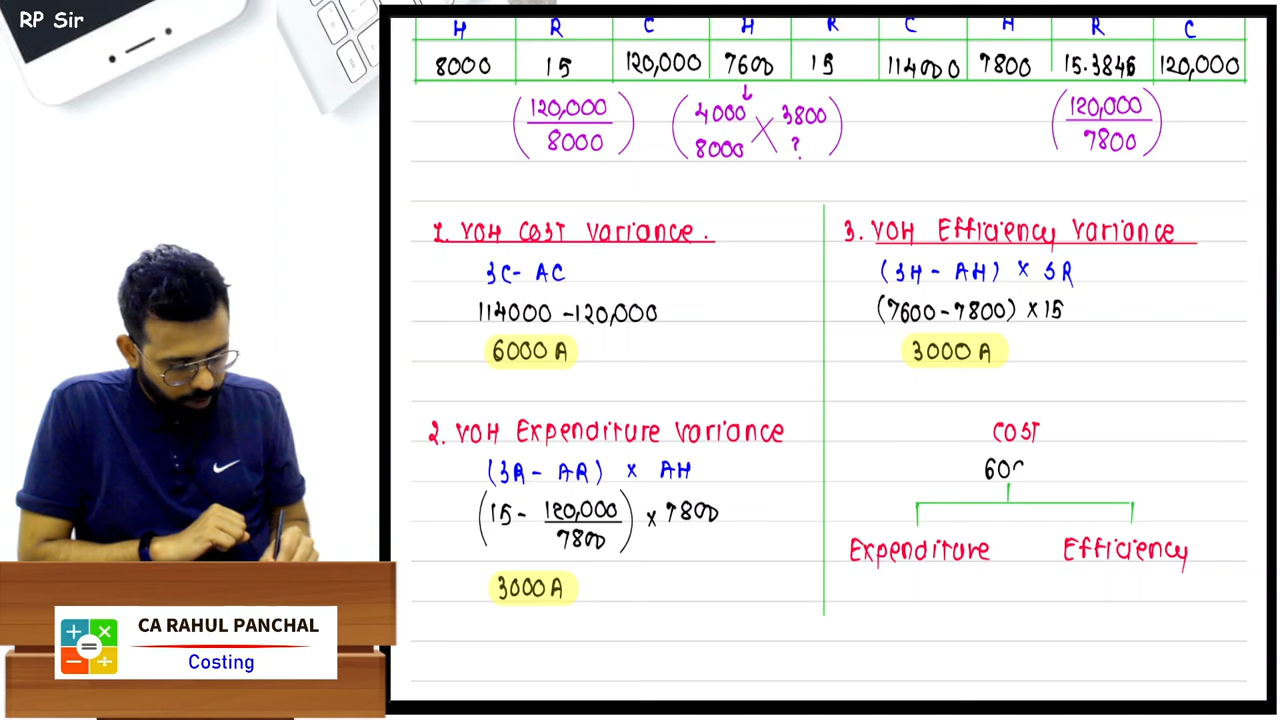 RP Sir
H R C H R C H R C
8000 15 120,000 7600 15 114000 7800 15.3846 120,000
(120,000 / 8000) (4000 3800 / 8000 ?) (120,000 / 7800)
1. VOH Cost Variance.
SC - AC
114000 - 120,000
6000 A
2. VOH Expenditure Variance
(SR - AR) × AH
(15 - 120,000 / 7800) × 7800
3000 A
3. VOH Efficiency Variance
(SH - AH) × SR
(7600 - 7800) × 15
3000 A
COST
600
Expenditure Efficiency
CA RAHUL PANCHAL
Costing